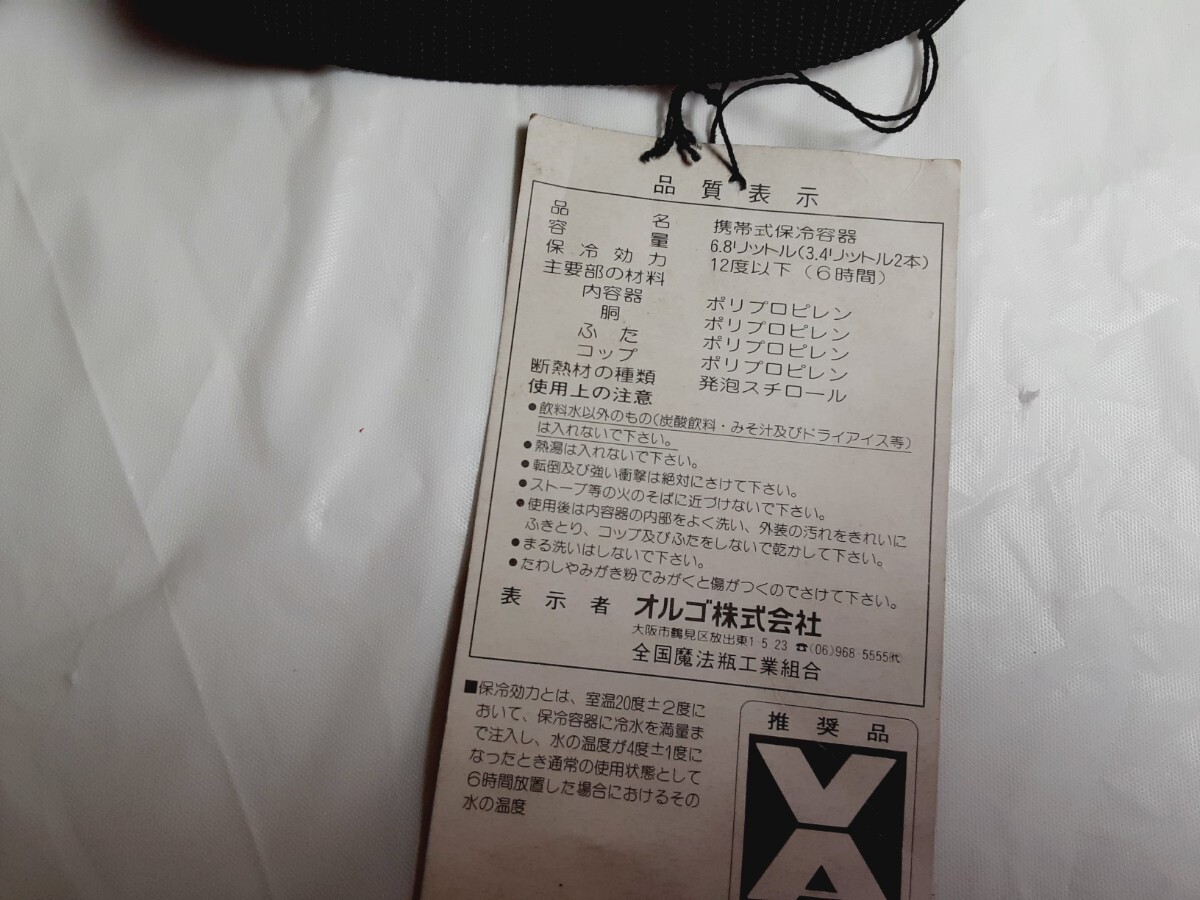 品質表示
品名 携帯式保冷容器
容量 6.8リットル(3.4リットル2本)
保冷効力 12度以下(6時間)
主要部の材料
内容器 ポリプロピレン
胴 ポリプロピレン
ふた ポリプロピレン
コップ ポリプロピレン
断熱材の種類 発泡スチロール
使用上の注意
●飲料水以外のもの(炭酸飲料・みそ汁及びドライアイス等)
は入れないで下さい。
●熱湯は入れないで下さい。
●転倒及び強い衝撃は絶対にさけて下さい。
●ストーブ等の火のそばに近づけないで下さい。
●使用後は内容器の内部をよく洗い、外装の汚れをきれいに
ふきとり、コップ及びふたをしないで乾かして下さい。
●まる洗いはしないで下さい。
●たわしやみがき粉でみがくと傷がつくのでさけて下さい。
表示者 オルゴ株式会社
大阪市鶴見区放出東1-5 23 ☎(06)968-5555㈹
全国魔法瓶工業組合
■保冷効力とは、室温20度±2度に
おいて、保冷容器に冷水を満量ま
で注入し、水の温度が4度±1度に
なったとき通常の使用状態として
6時間放置した場合におけるその
水の温度
推奨品
VA